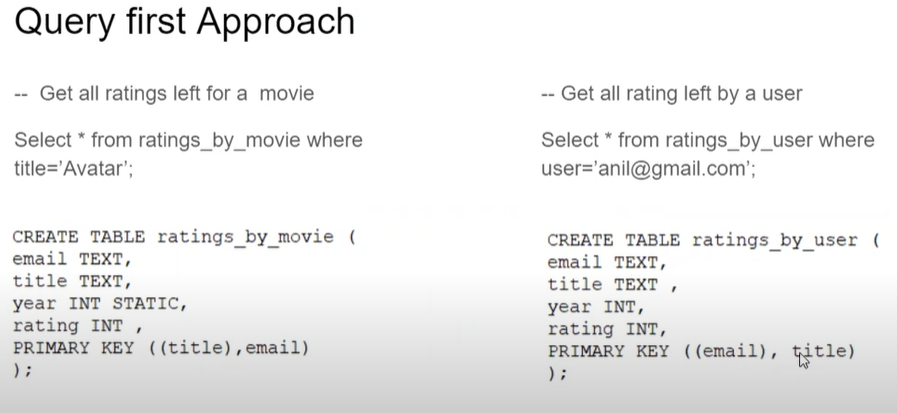 Query first Approach
-- Get all ratings left for a movie
Select * from ratings_by_movie where
title='Avatar';
CREATE TABLE ratings_by_movie (
email TEXT,
title TEXT,
year INT STATIC,
rating INT ,
PRIMARY KEY ((title),email)
);
-- Get all rating left by a user
Select * from ratings_by_user where
user='anil@gmail.com';
CREATE TABLE ratings_by_user (
email TEXT,
title TEXT ,
year INT,
rating INT,
PRIMARY KEY ((email), title)
);